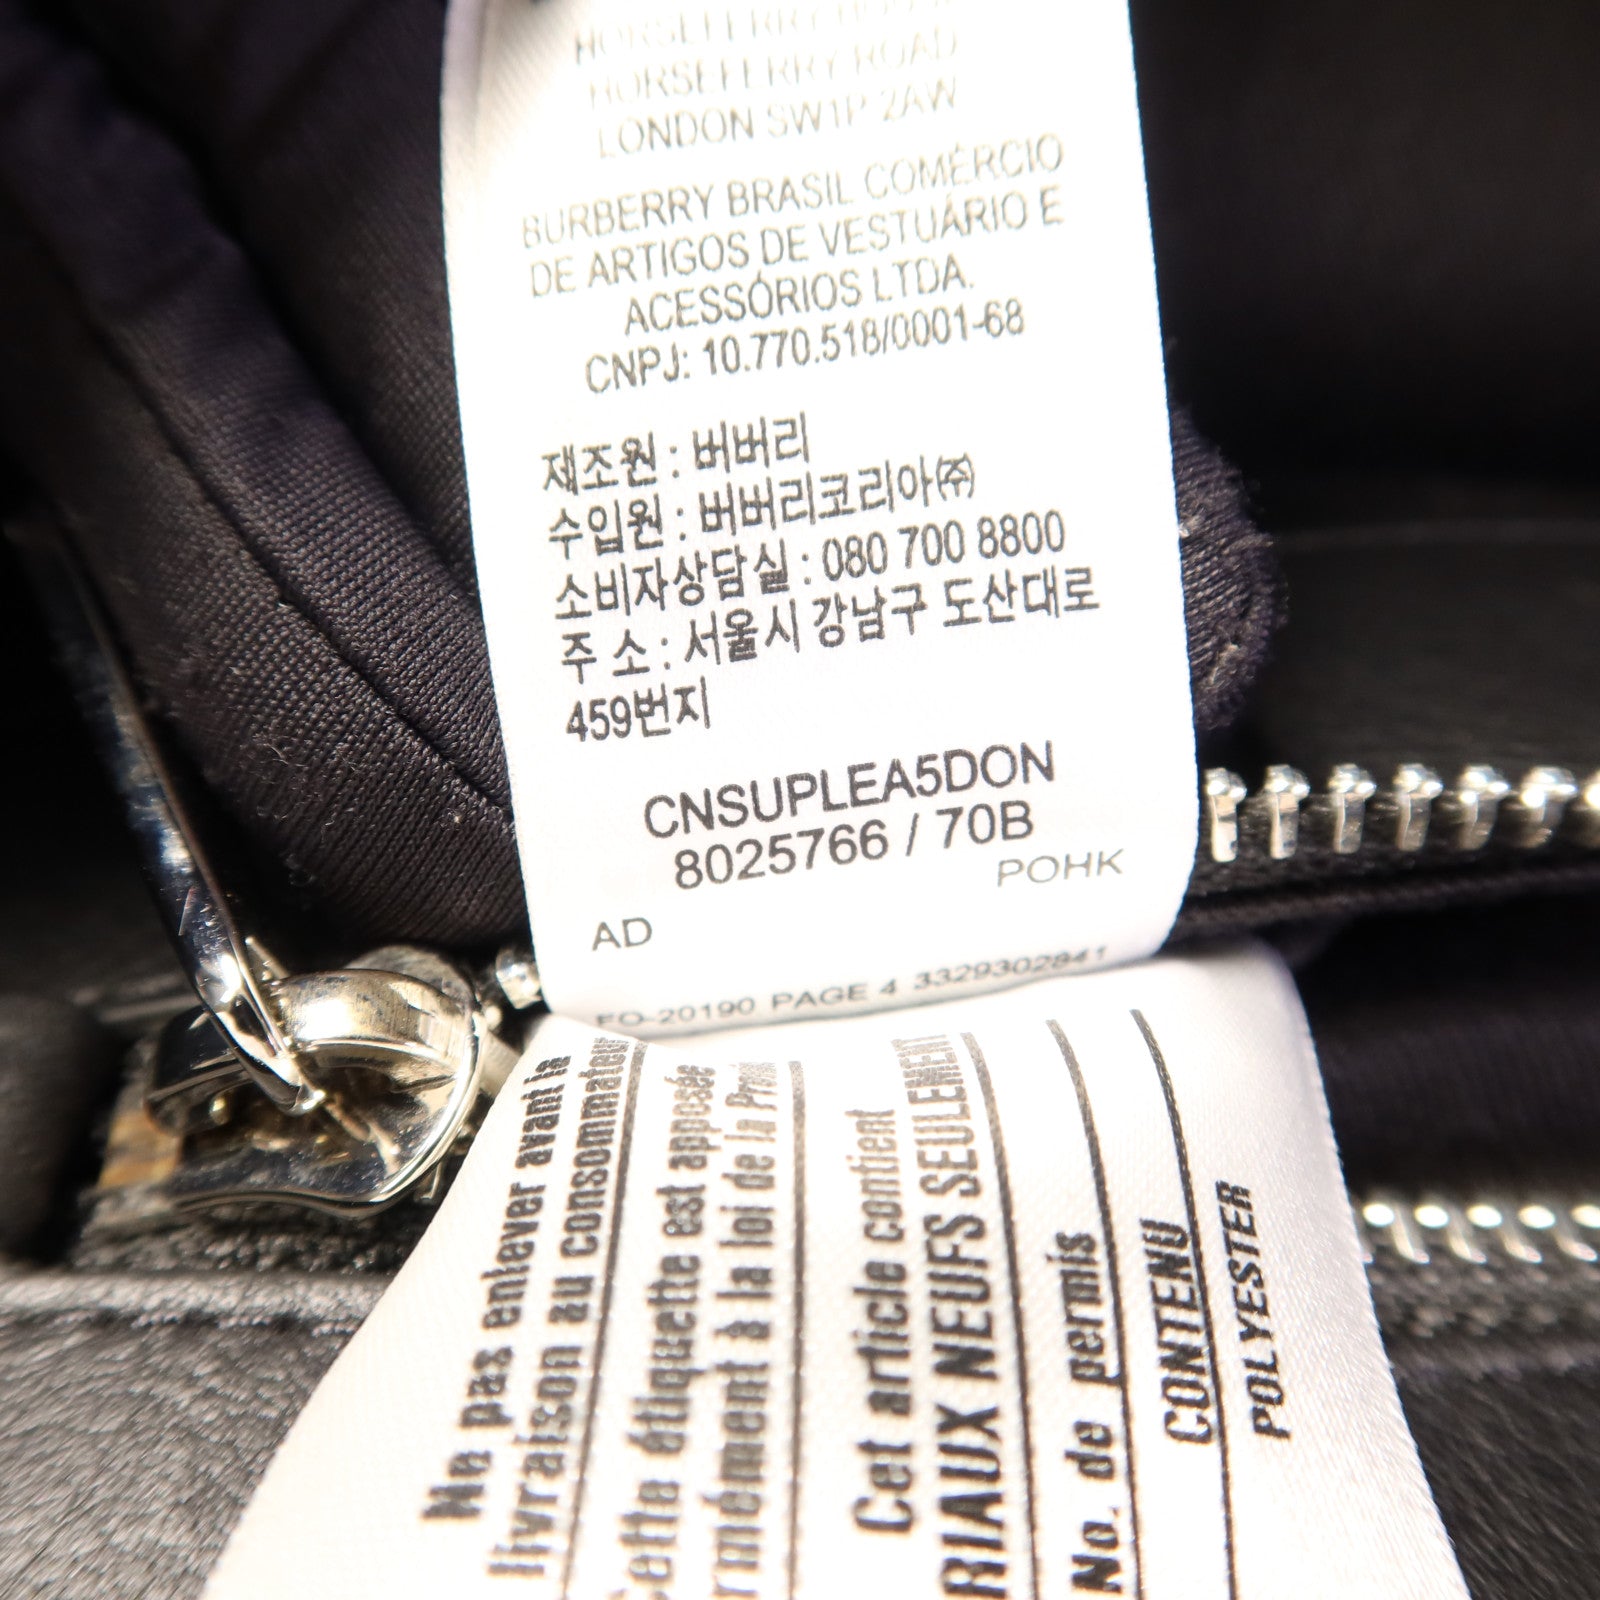 HORSEFERRY
HORSEFERRY ROAD
LONDON SW1P 2AW
BURBERRY BRASIL COMÉRCIO
DE ARTIGOS DE VESTUÁRIO E
ACESSÓRIOS LTDA.
CNPJ: 10.770.518/0001-68
제조원 : 버버리
수입원 : 버버리코리아㈜
소비자상담실 : 080 700 8800
주 소 : 서울시 강남구 도산대로
459번지
CNSUPLEA5DON
8025766 / 70B
POHK
AD
FO-20190 PAGE 4 3329302841
Ne pas enlever avant la
livraison au consommateur
Cette étiquette est apposée
rmément à la loi de la Provin
Cet article contient
RIAUX NEUFS SEULEMENT
No. de permis
CONTENU
POLYESTER